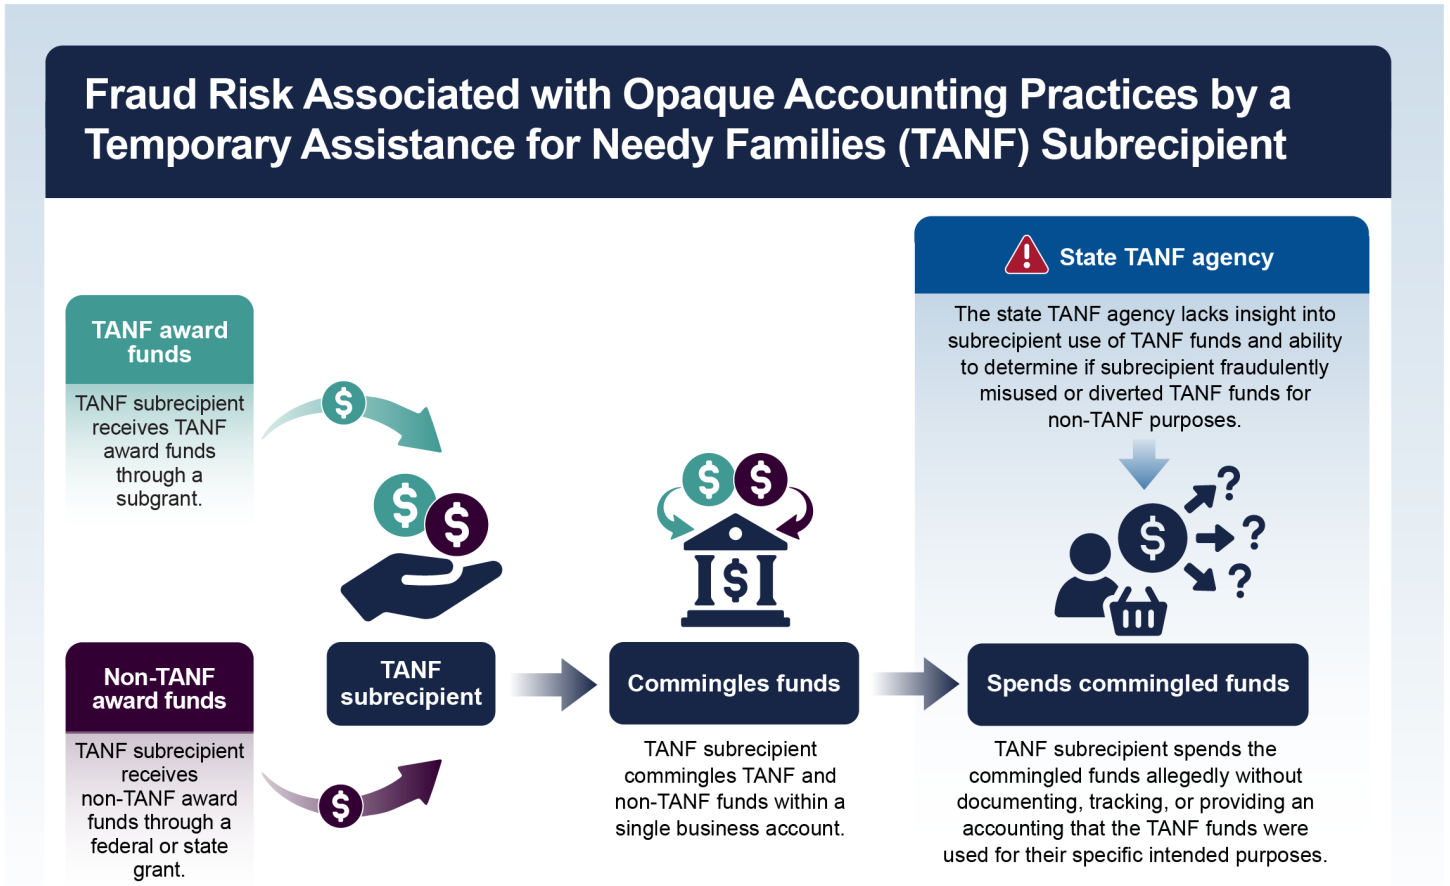 Fraud Risk Associated with Opaque Accounting Practices by a
Temporary Assistance for Needy Families (TANF) Subrecipient
TANF award
funds
TANF subrecipient
receives TANF
award funds
through a
subgrant.
$
$
$
Non-TANF
award funds
TANF subrecipient
receives
non-TANF award
funds through a
federal or state
grant.
$
TANF
subrecipient
$
$
$
Commingles funds
TANF subrecipient
commingles TANF and
non-TANF funds within a
single business account.
State TANF agency
The state TANF agency lacks insight into
subrecipient use of TANF funds and ability
to determine if subrecipient fraudulently
misused or diverted TANF funds for
non-TANF purposes.
$
?
?
?
Spends commingled funds
TANF subrecipient spends the
commingled funds allegedly without
documenting, tracking, or providing an
accounting that the TANF funds were
used for their specific intended purposes.